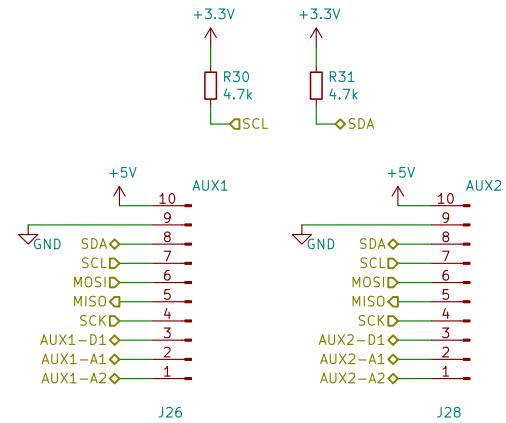 +3.3V +3.3V
R30 R31
4.7k 4.7k
SCL SDA
+5V AUX1 +5V AUX2
10 10
9 9
GND GND
SDA 8 SDA 8
SCL 7 SCL 7
MOSI 6 MOSI 6
MISO 5 MISO 5
SCK 4 SCK 4
AUX1-D1 3 AUX2-D1 3
AUX1-A1 2 AUX2-A1 2
AUX1-A2 1 AUX2-A2 1
J26 J28